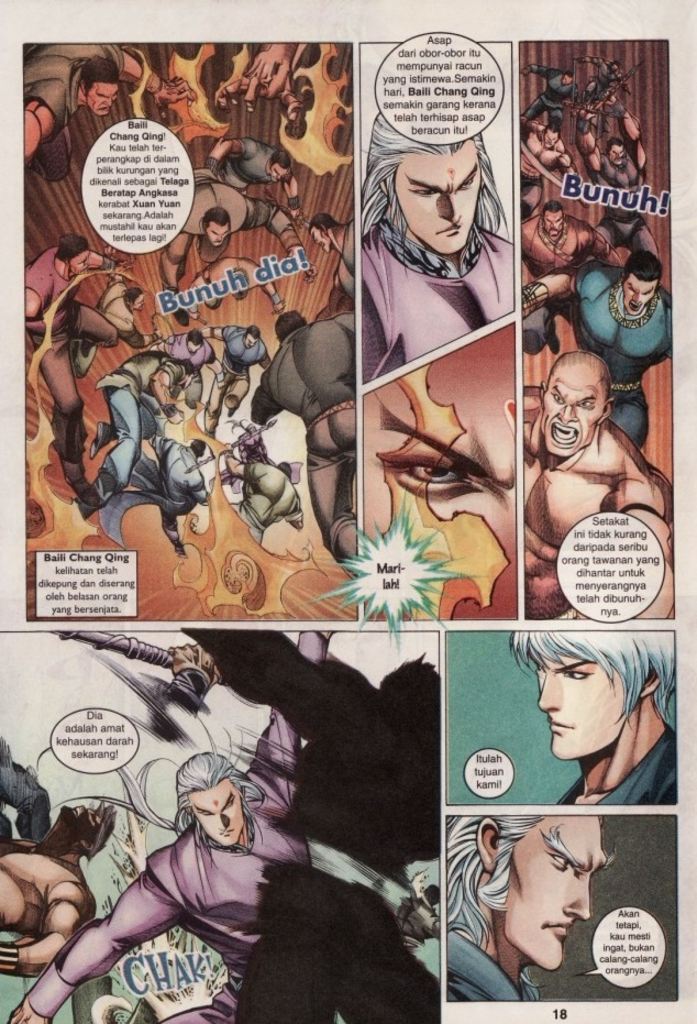 Baili
Chang Qing!
Kau telah ter-
perangkap di dalam
bilik kurungan yang
dikenali sebagai Telaga
Beratap Angkasa
kerabat Xuan Yuan
sekarang.Adalah
mustahil kau akan
terlepas lagi!
Bunuh dia!
Baili Chang Qing
kelihatan telah
dikepung dan diserang
oleh belasan orang
yang bersenjata.
Asap
dari obor-obor itu
mempunyai racun
yang istimewa.Semakin
hari, Baili Chang Qing
semakin garang kerana
telah terhisap asap
beracun itu!
Mari-
lah!
Bunuh!
Setakat
ini tidak kurang
daripada seribu
orang tawanan yang
dihantar untuk
menyerangnya
telah dibunuh-
nya.
Dia
adalah amat
kehausan darah
sekarang!
CHAK!
Itulah
tujuan
kami!
Akan
tetapi,
kau mesti
ingat, bukan
calang-calang
orangnya...
18